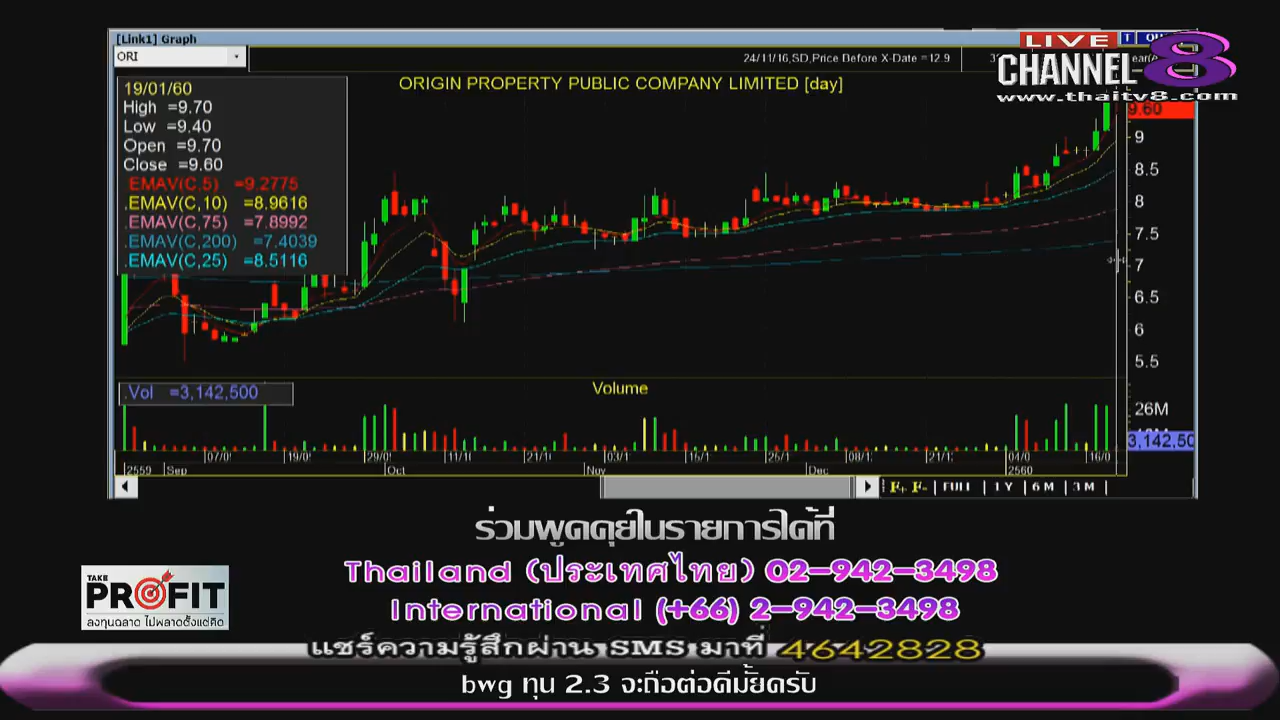 [Link1] Graph
ORI
24/11/16,SD,Price Before X-Date =12.9
LIVE
CHANNEL 8
www.thaitv8.com
ORIGIN PROPERTY PUBLIC COMPANY LIMITED [day]
19/01/60
High =9.70
Low =9.40
Open =9.70
Close =9.60
.EMAV(C,5) =9.2775
.EMAV(C,10) =8.9616
.EMAV(C,75) =7.8992
.EMAV(C,200) =7.4039
.EMAV(C,25) =8.5116
9.60
9
8.5
8
7.5
7
6.5
6
5.5
.Vol =3,142,500
Volume
26M
3,142,50
2559 Sep Oct Nov Dec 2560
FULL 1 Y 6 M 3 M
ร่วมพูดคุยในรายการได้ที่
Thailand (ประเทศไทย) 02-942-3498
International (+66) 2-942-3498
TAKE
PROFIT
ลงทุนฉลาด ไม่พลาดตั้งแต่คิด
แชร์ความรู้สึกผ่าน SMS มาที่ 4642828
bwg ทุน 2.3 จะถือต่อดีมั้ยครับ